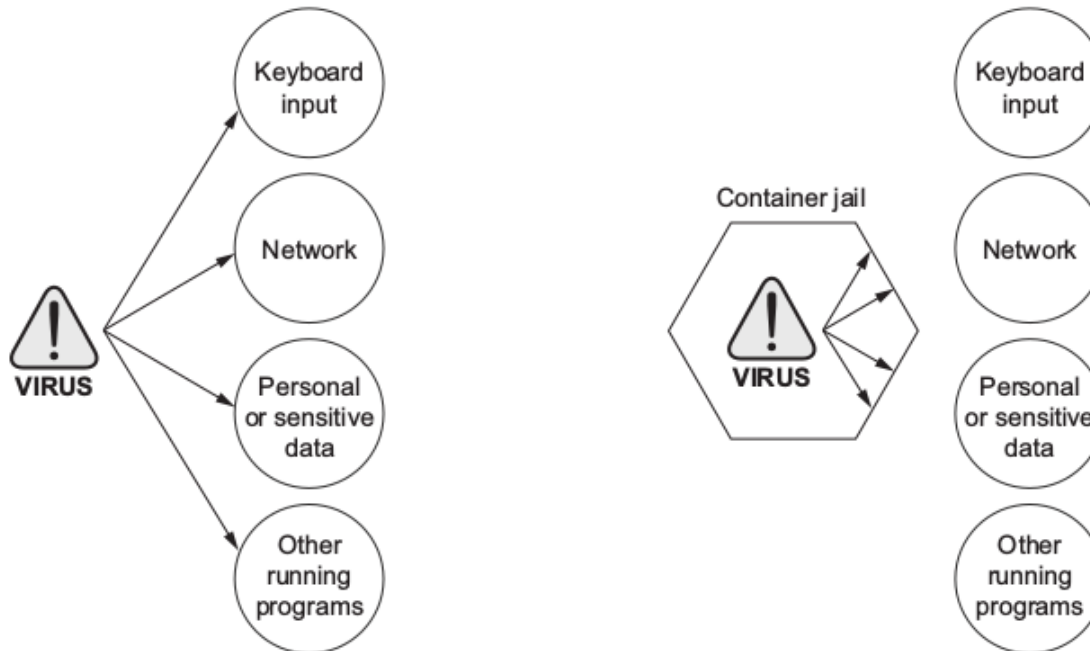 Keyboard
input
Network
VIRUS
Personal
or sensitive
data
Other
running
programs
Container jail
VIRUS
Keyboard
input
Network
Personal
or sensitive
data
Other
running
programs